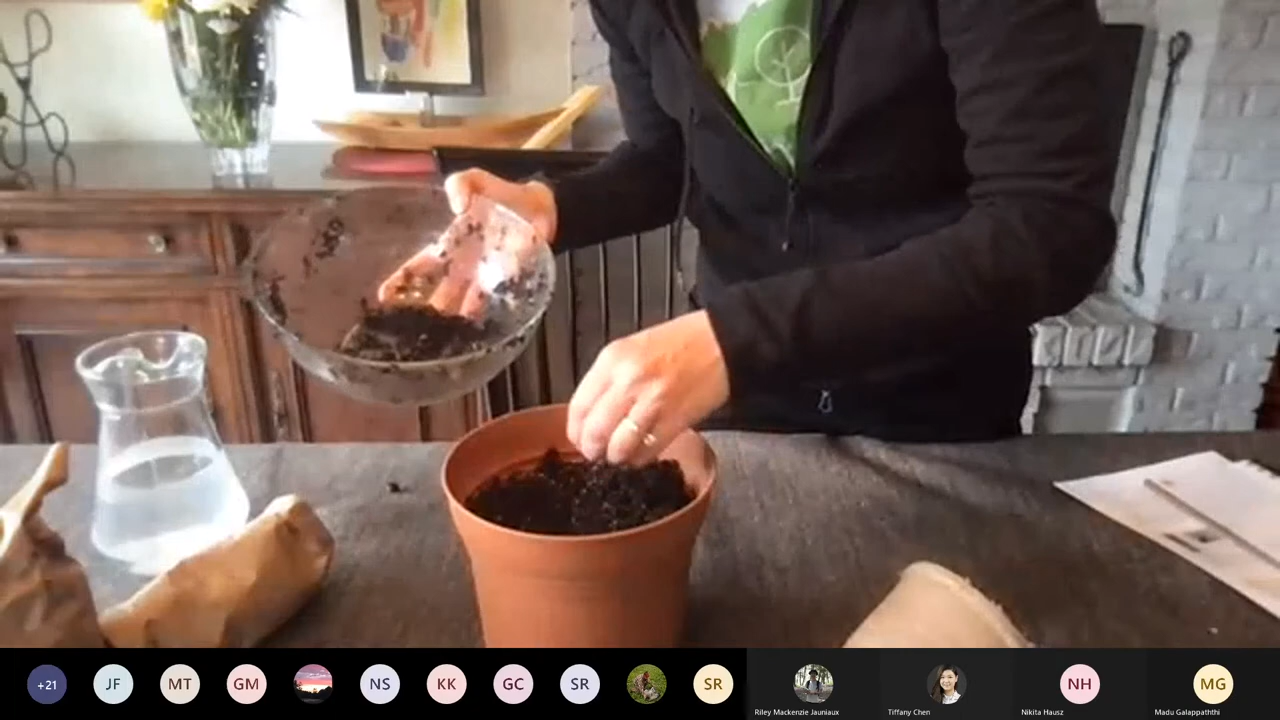 +21
JF
MT
GM
NS
KK
GC
SR
SR
NH
MG
Riley Mackenzie Jauniaux
Tiffany Chen
Nikita Hausz
Madu Galappaththi